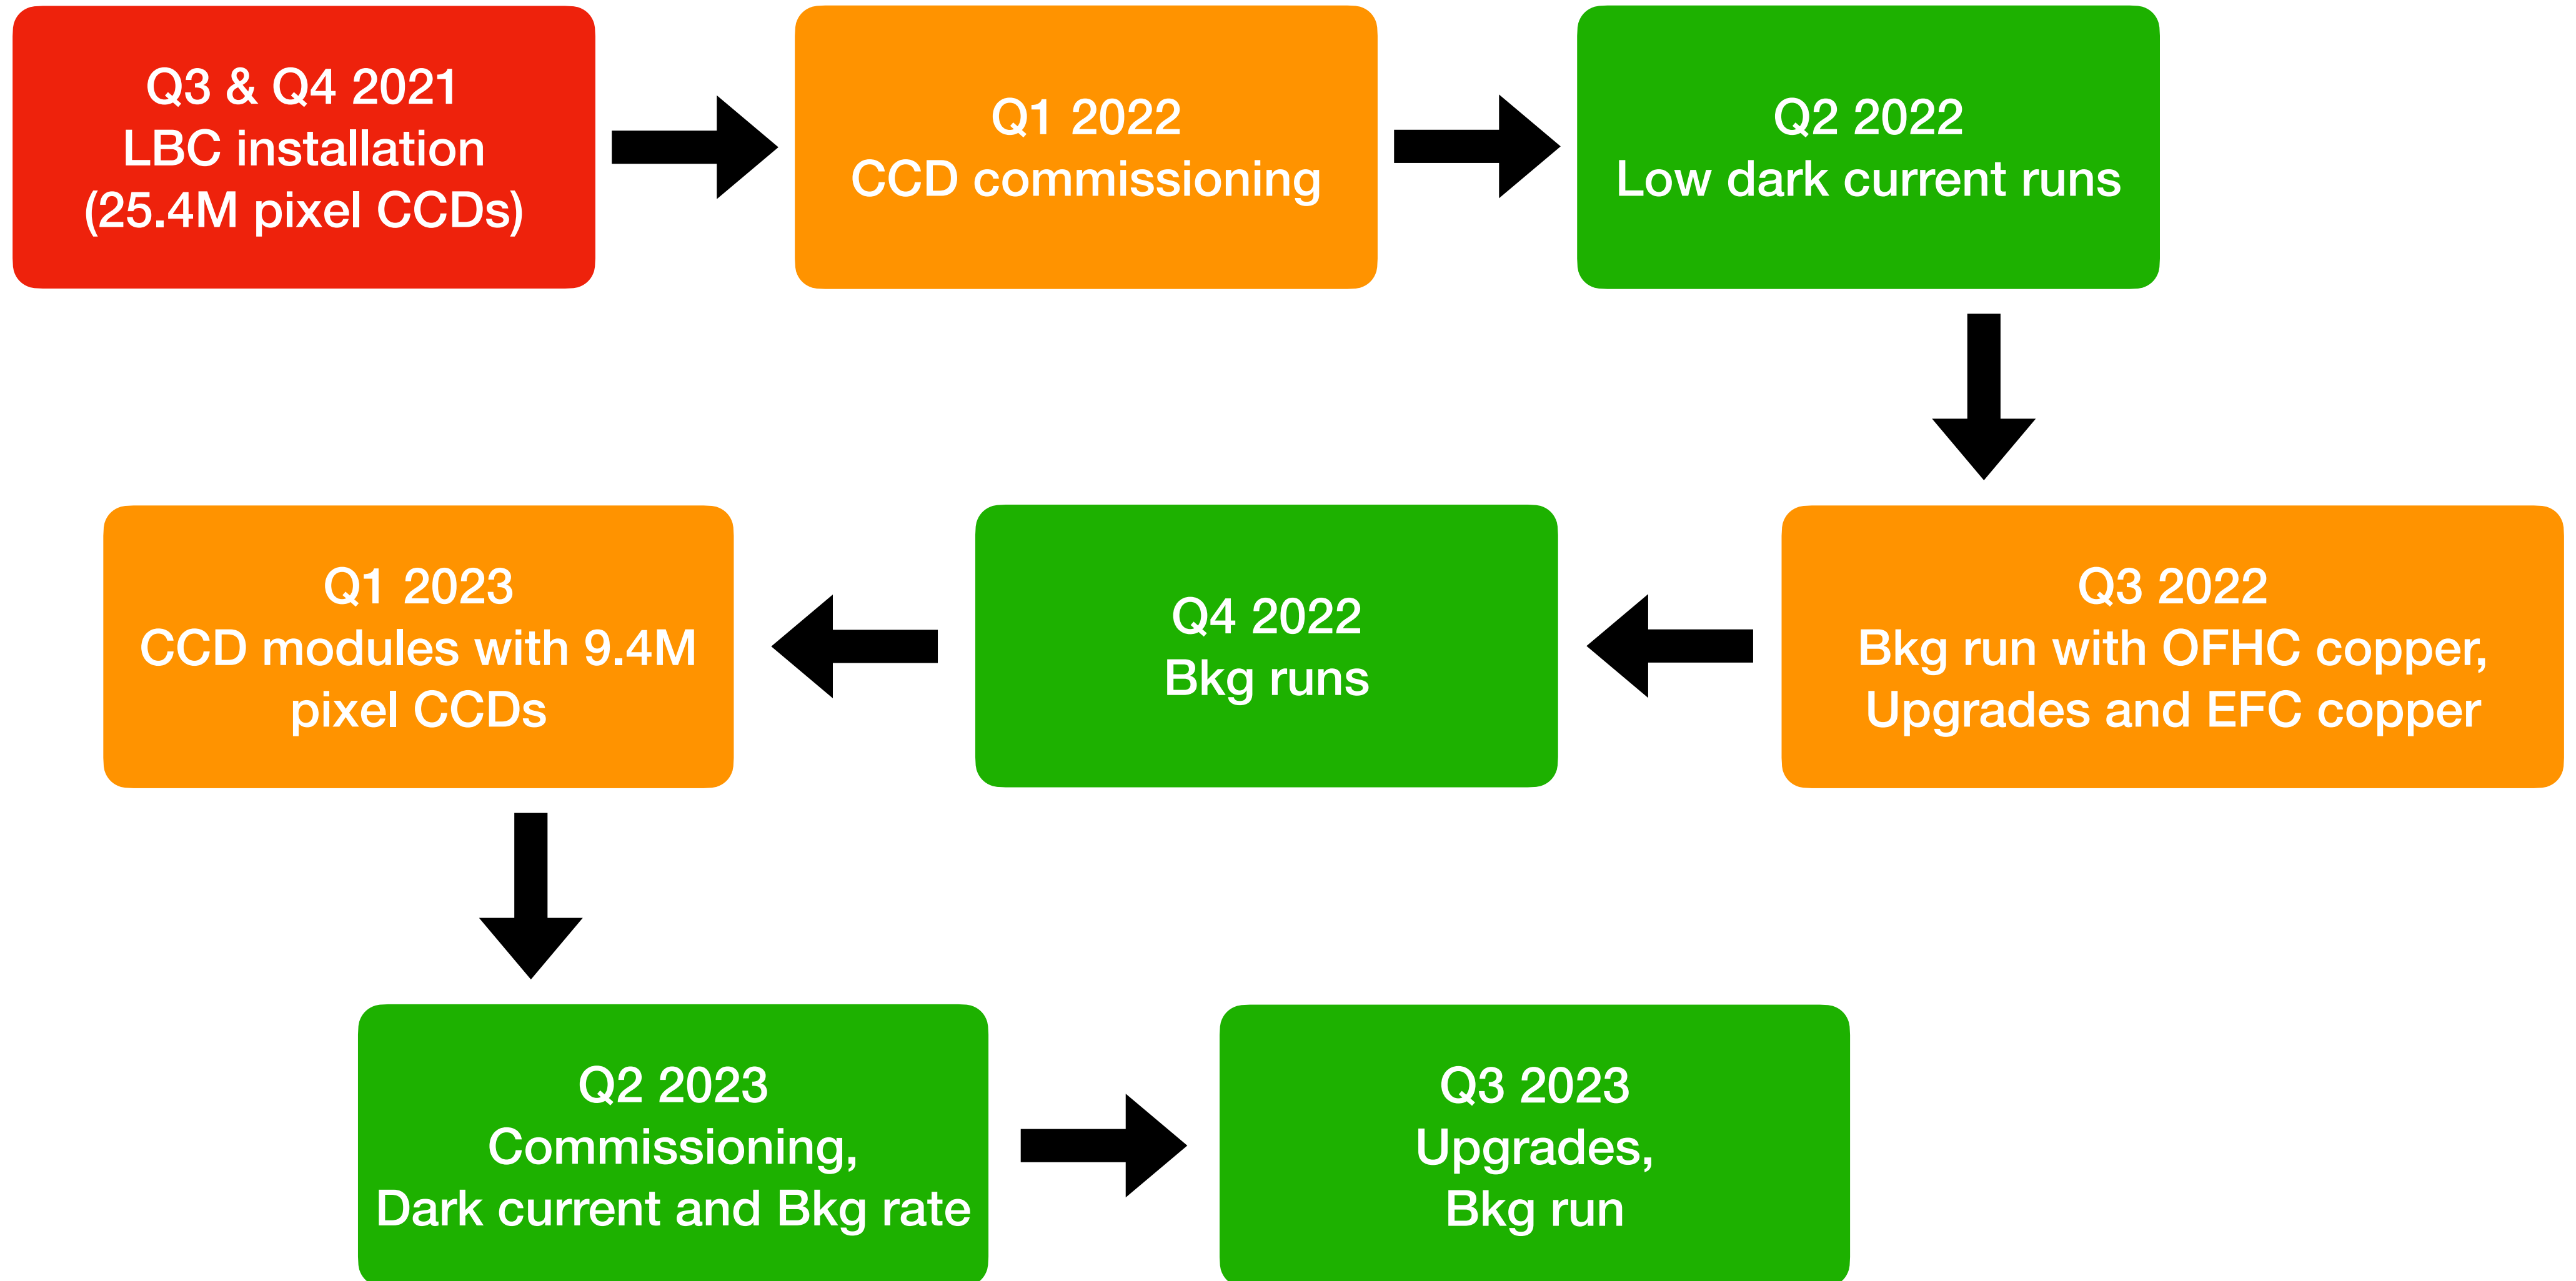 Q3 & Q4 2021
LBC installation
(25.4M pixel CCDs)
Q1 2022
CCD commissioning
Q2 2022
Low dark current runs
Q3 2022
Bkg run with OFHC copper,
Upgrades and EFC copper
Q4 2022
Bkg runs
Q1 2023
CCD modules with 9.4M
pixel CCDs
Q2 2023
Commissioning,
Dark current and Bkg rate
Q3 2023
Upgrades,
Bkg run